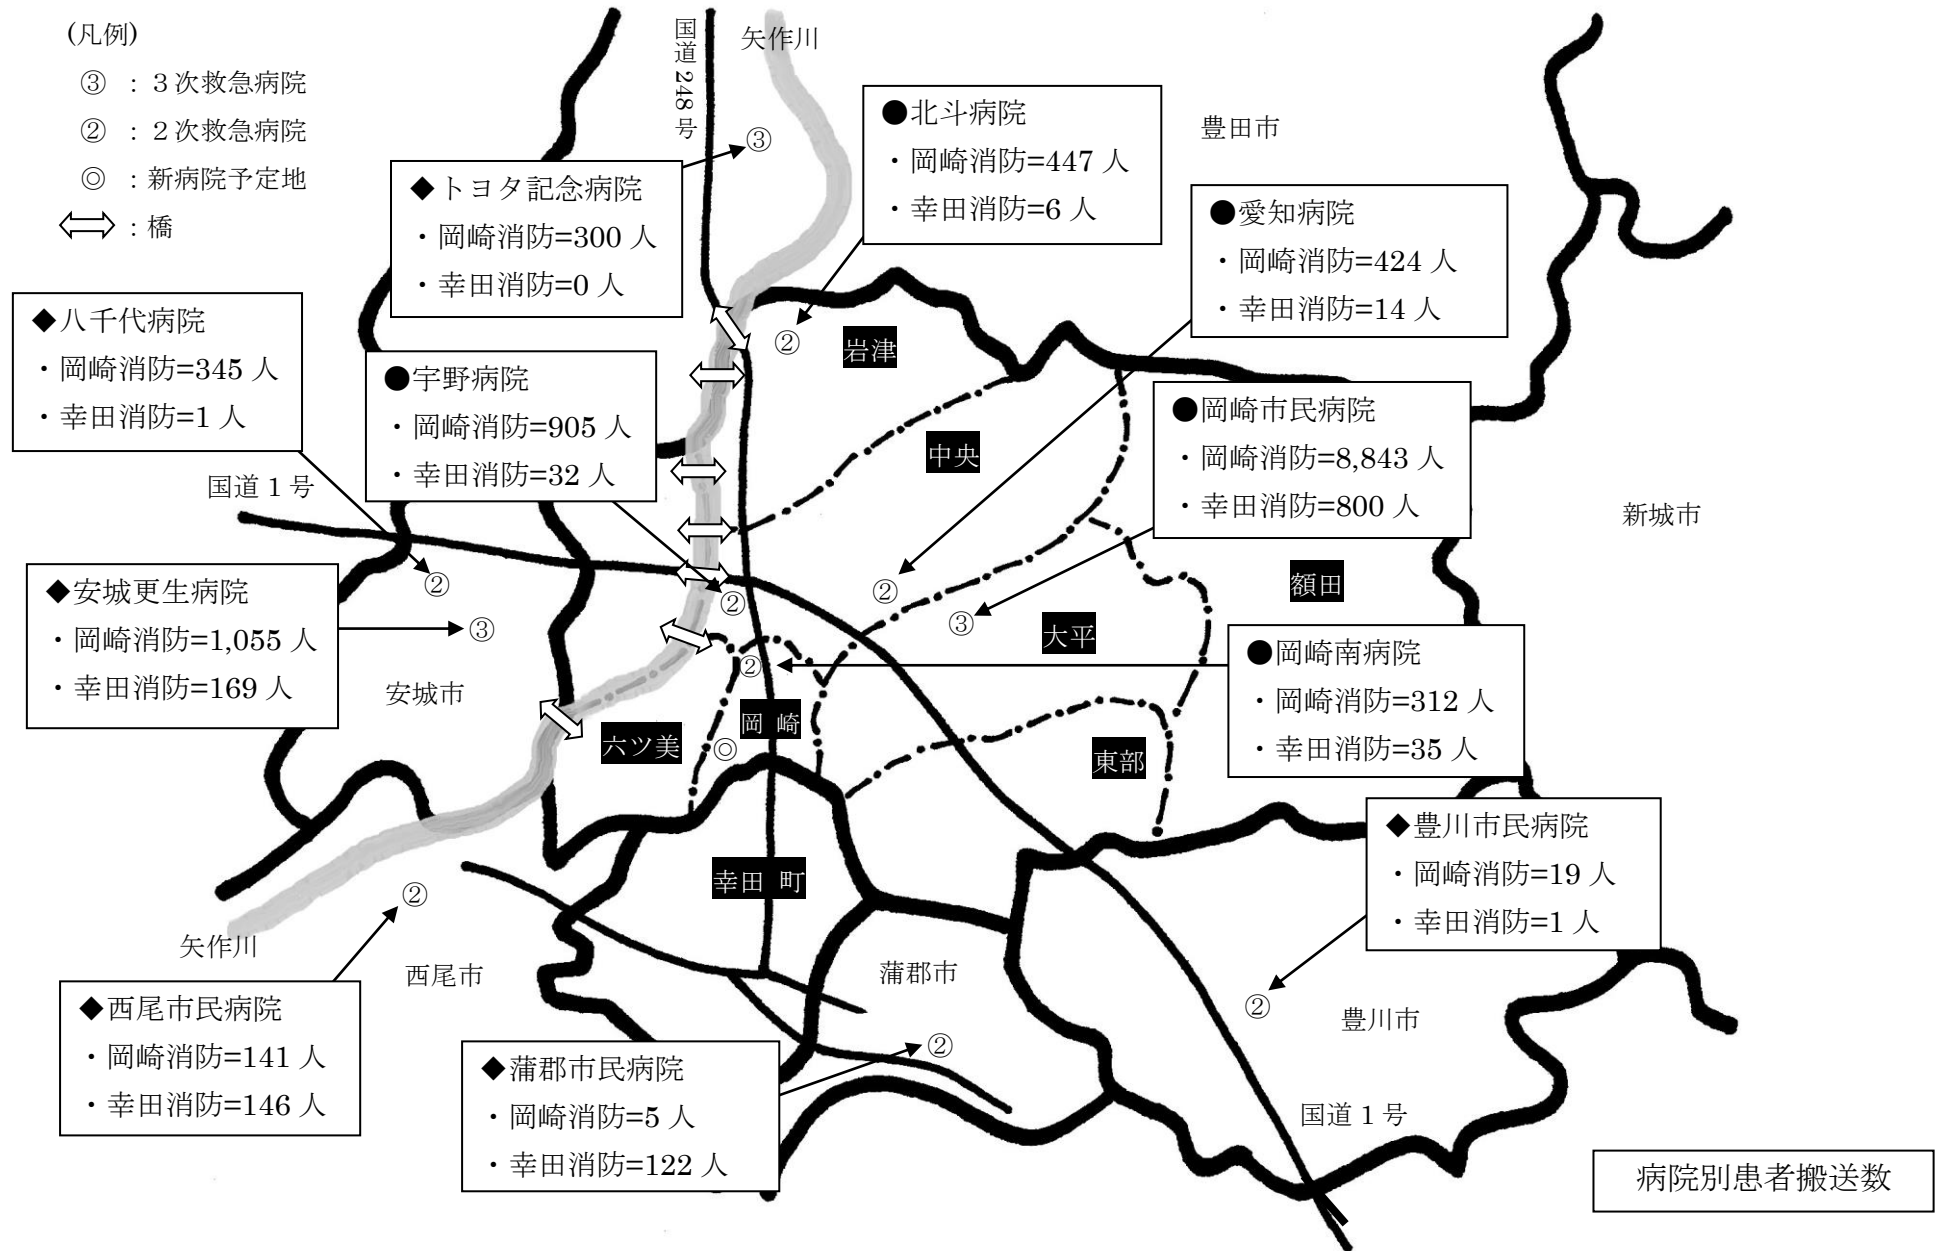 (凡例)
③ : 3次救急病院
② : 2次救急病院
◎ : 新病院予定地
: 橋
国道248号
矢作川
豊田市
●北斗病院
・岡崎消防=447人
・幸田消防=6人
◆トヨタ記念病院
・岡崎消防=300人
・幸田消防=0人
③
●愛知病院
・岡崎消防=424人
・幸田消防=14人
◆八千代病院
・岡崎消防=345人
・幸田消防=1人
●宇野病院
・岡崎消防=905人
・幸田消防=32人
②
岩津
●岡崎市民病院
・岡崎消防=8,843人
・幸田消防=800人
中央
国道1号
新城市
◆安城更生病院
・岡崎消防=1,055人
・幸田消防=169人
②
③
②
②
③
額田
大平
●岡崎南病院
・岡崎消防=312人
・幸田消防=35人
②
安城市
六ツ美
岡崎
◎
東部
◆豊川市民病院
・岡崎消防=19人
・幸田消防=1人
幸田町
②
矢作川
西尾市
蒲郡市
②
豊川市
◆西尾市民病院
・岡崎消防=141人
・幸田消防=146人
◆蒲郡市民病院
・岡崎消防=5人
・幸田消防=122人
②
国道1号
病院別患者搬送数